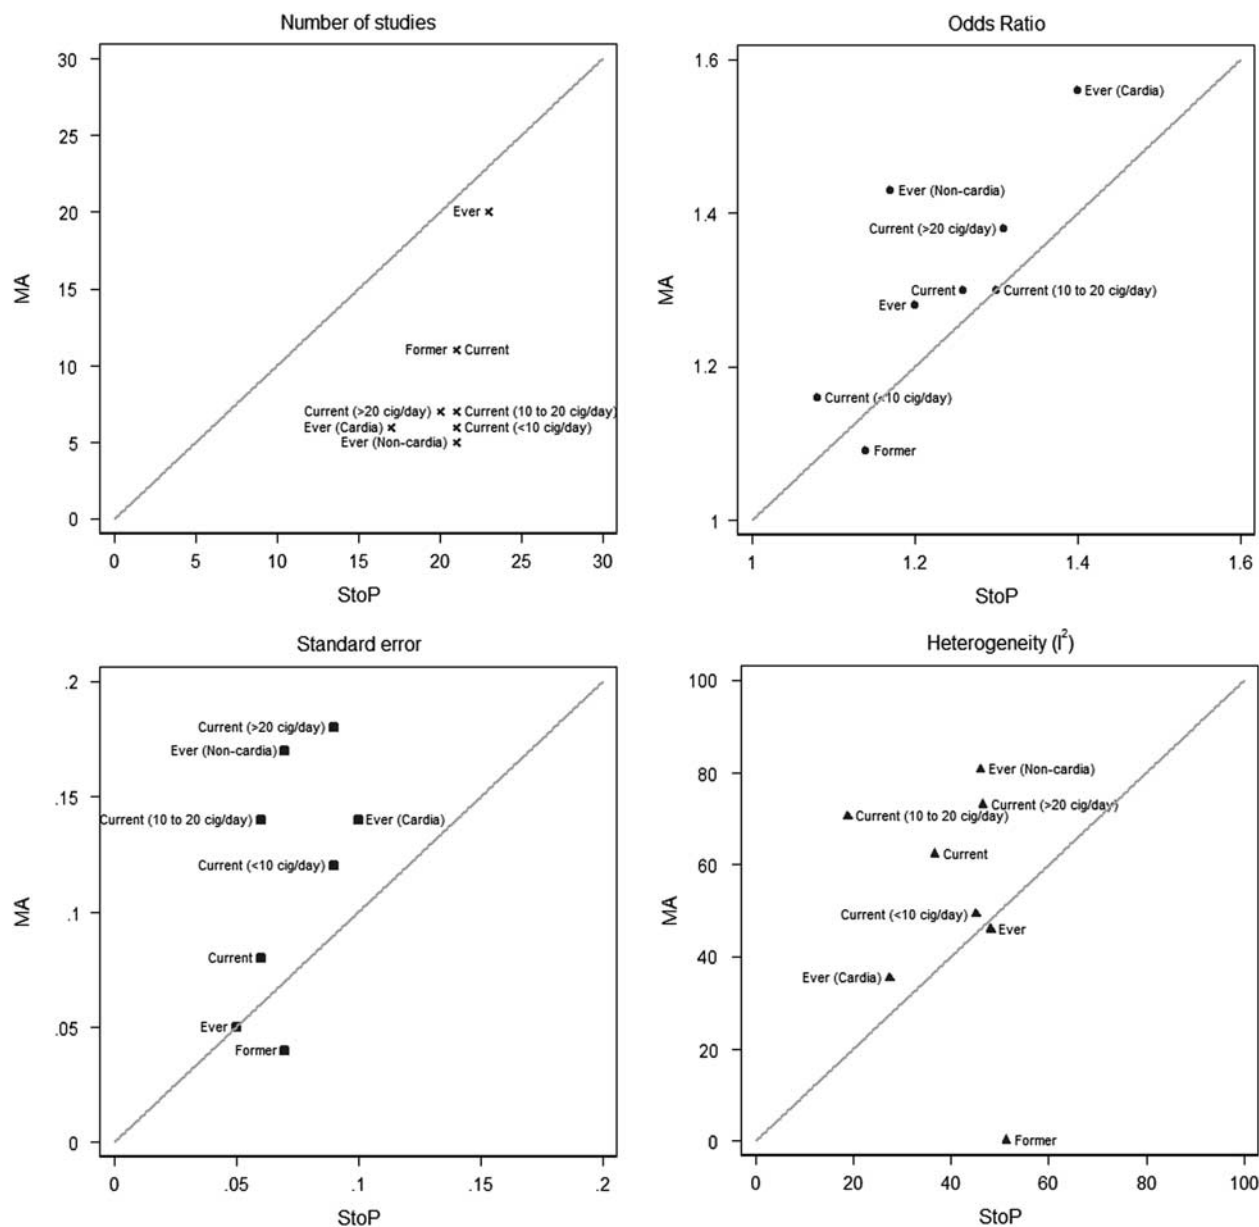 Number of studies
30
25
20
15
10
5
0
MA
Ever
Former
Current
Current (>20 cig/day)
Current (10 to 20 cig/day)
Ever (Cardia)
Current (<10 cig/day)
Ever (Non-cardia)
0 5 10 15 20 25 30
StoP
Odds Ratio
1.6
1.4
1.2
1
MA
Ever (Cardia)
Ever (Non-cardia)
Current (>20 cig/day)
Current
Current (10 to 20 cig/day)
Ever
Current (<10 cig/day)
Former
1 1.2 1.4 1.6
StoP
Standard error
.2
.15
.1
.05
0
MA
Current (>20 cig/day)
Ever (Non-cardia)
Current (10 to 20 cig/day)
Ever (Cardia)
Current (<10 cig/day)
Current
Ever
Former
0 .05 .1 .15 .2
StoP
Heterogeneity (I²)
100
80
60
40
20
0
MA
Ever (Non-cardia)
Current (>20 cig/day)
Current (10 to 20 cig/day)
Current
Current (<10 cig/day)
Ever
Ever (Cardia)
Former
0 20 40 60 80 100
StoP